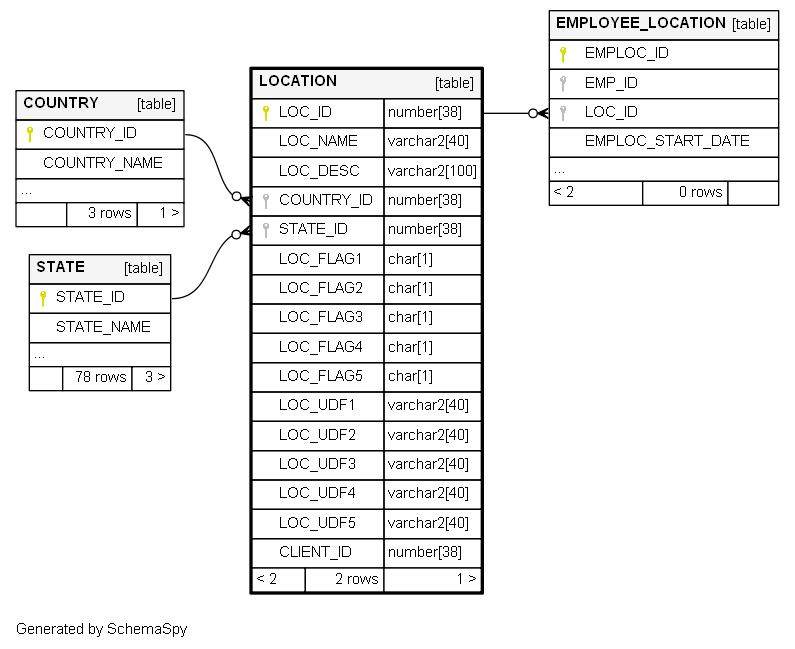 COUNTRY [table]
COUNTRY_ID
COUNTRY_NAME
...
3 rows 1 >
STATE [table]
STATE_ID
STATE_NAME
...
78 rows 3 >
LOCATION [table]
LOC_ID number[38]
LOC_NAME varchar2[40]
LOC_DESC varchar2[100]
COUNTRY_ID number[38]
STATE_ID number[38]
LOC_FLAG1 char[1]
LOC_FLAG2 char[1]
LOC_FLAG3 char[1]
LOC_FLAG4 char[1]
LOC_FLAG5 char[1]
LOC_UDF1 varchar2[40]
LOC_UDF2 varchar2[40]
LOC_UDF3 varchar2[40]
LOC_UDF4 varchar2[40]
LOC_UDF5 varchar2[40]
CLIENT_ID number[38]
< 2 2 rows 1 >
EMPLOYEE_LOCATION [table]
EMPLOC_ID
EMP_ID
LOC_ID
EMPLOC_START_DATE
...
< 2 0 rows
Generated by SchemaSpy